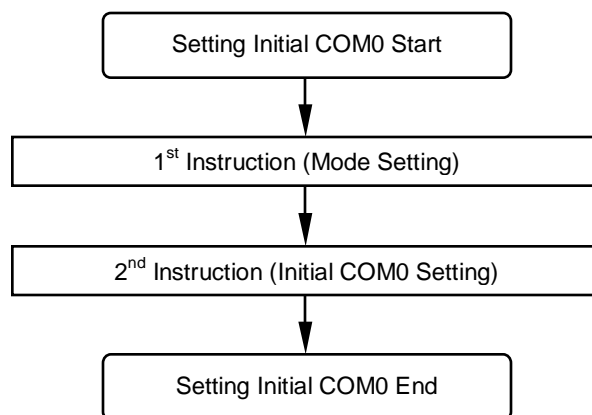 Setting Initial COM0 Start
1st Instruction (Mode Setting)
2nd Instruction (Initial COM0 Setting)
Setting Initial COM0 End